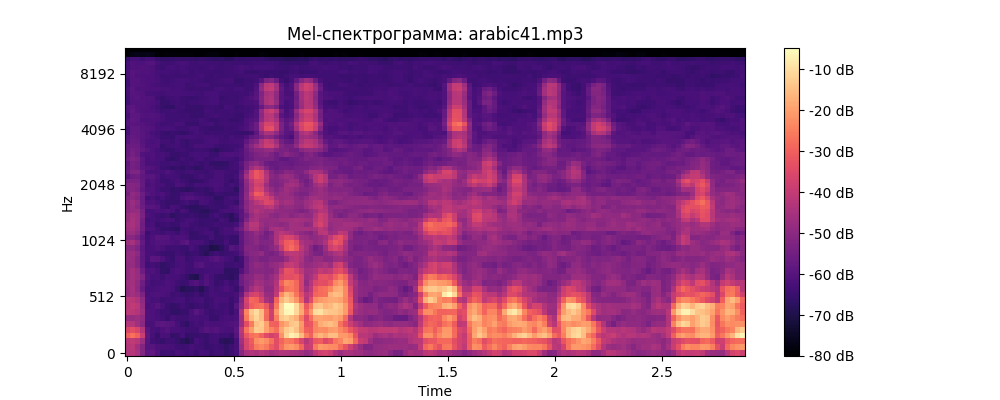 Mel-спектрограмма: arabic41.mp3
8192
4096
2048
1024
512
0
Hz
0 0.5 1 1.5 2 2.5
Time
-10 dB
-20 dB
-30 dB
-40 dB
-50 dB
-60 dB
-70 dB
-80 dB